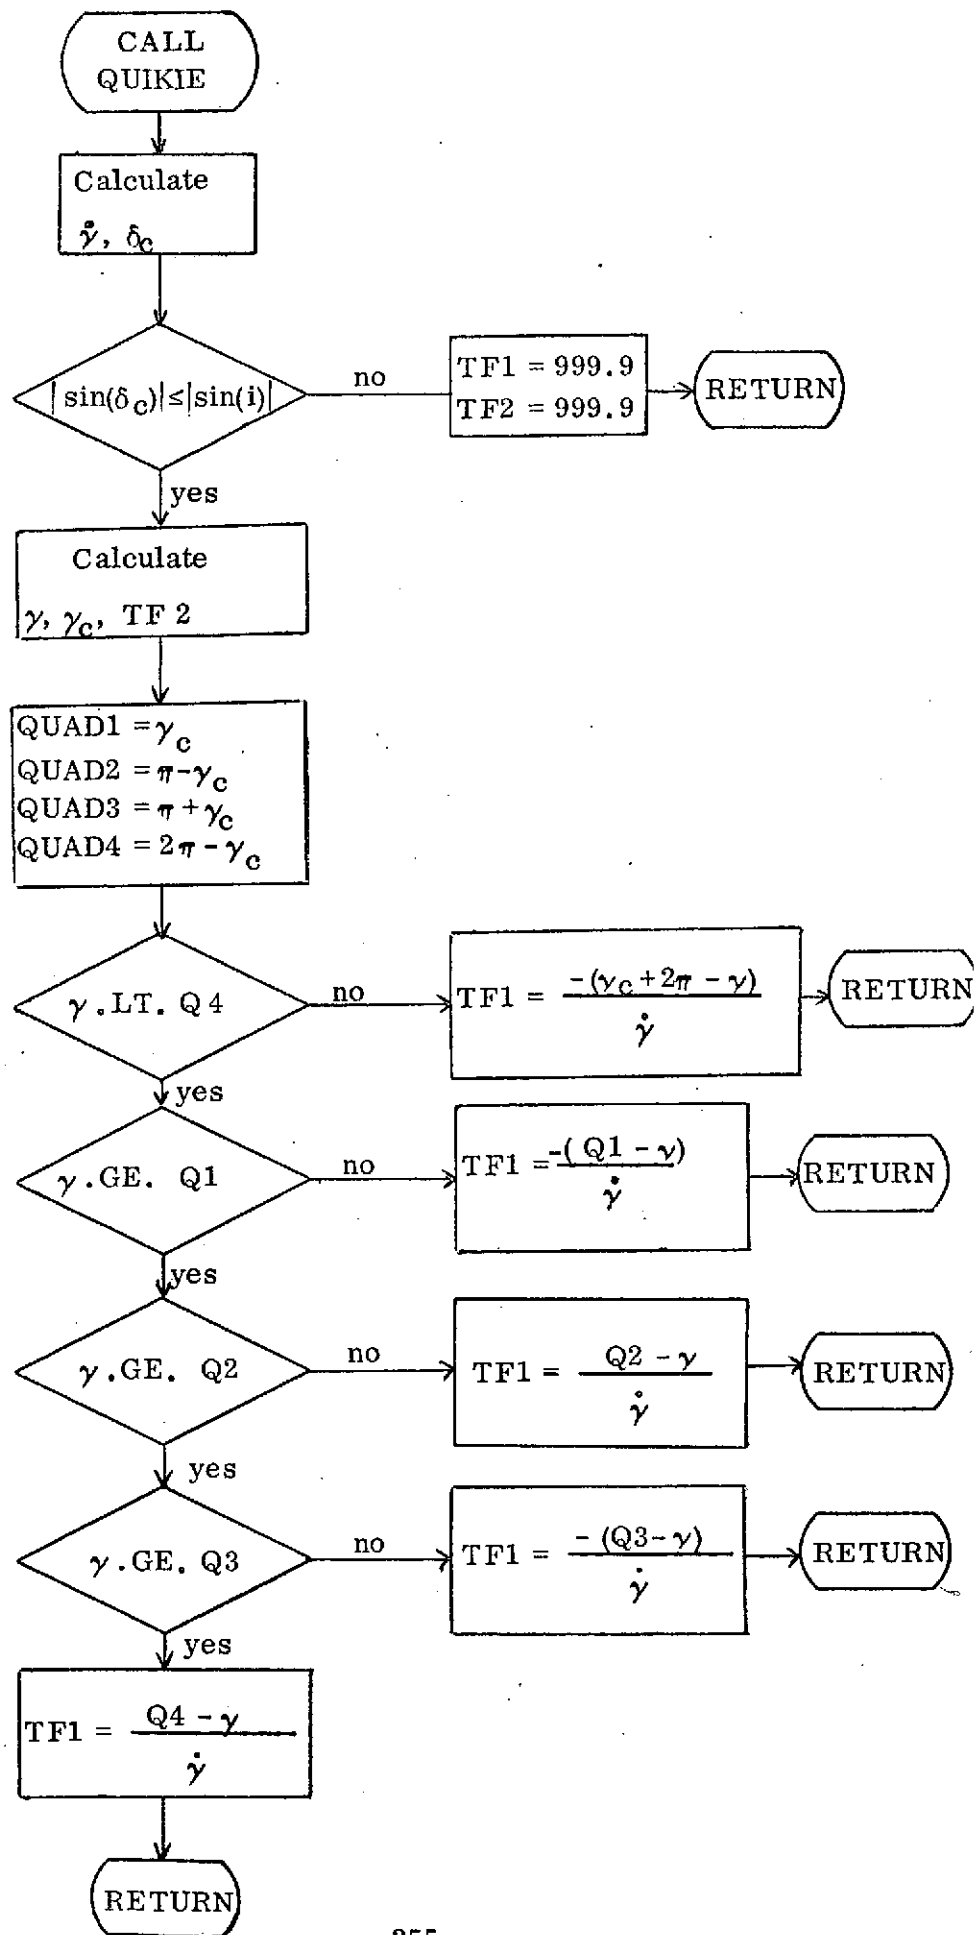 CALL
QUIKIE
Calculate
γ̇, δc
|sin(δc)|≤|sin(i)|
no
TF1 = 999.9
TF2 = 999.9
RETURN
yes
Calculate
γ, γc, TF 2
QUAD1 = γc
QUAD2 = π-γc
QUAD3 = π+γc
QUAD4 = 2π-γc
γ.LT. Q4
no
TF1 = -(γc+2π - γ)
γ̇
RETURN
yes
γ.GE. Q1
no
TF1 = -( Q1 - γ)
γ̇
RETURN
yes
γ.GE. Q2
no
TF1 = Q2 - γ
γ̇
RETURN
yes
γ.GE. Q3
no
TF1 = - (Q3-γ)
γ̇
RETURN
yes
TF1 = Q4 - γ
γ̇
RETURN